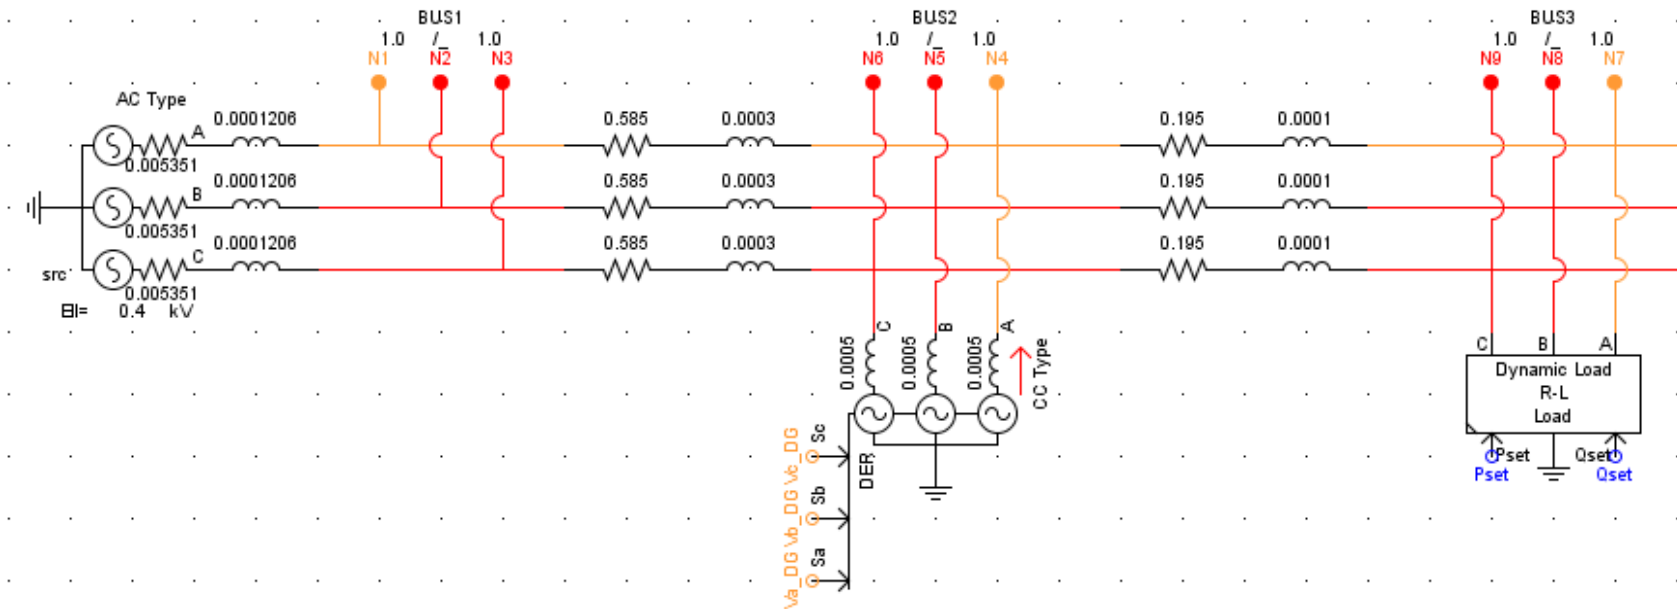 BUS1
1.0 /_ 1.0
N1 N2 N3
BUS2
1.0 /_ 1.0
N6 N5 N4
BUS3
1.0 /_ 1.0
N9 N8 N7
AC Type
A 0.0001206
0.005351
0.585 0.0003
0.195 0.0001
B 0.0001206
0.005351
0.585 0.0003
0.195 0.0001
C 0.0001206
0.005351
0.585 0.0003
0.195 0.0001
src
El= 0.4 kV
C B A
0.0005 0.0005 0.0005
CC Type
DER
Vc_DG Sc
Vb_DG Sb
Va_DG Sa
C B A
Dynamic Load
R-L
Load
Pset Qset
Pset Qset